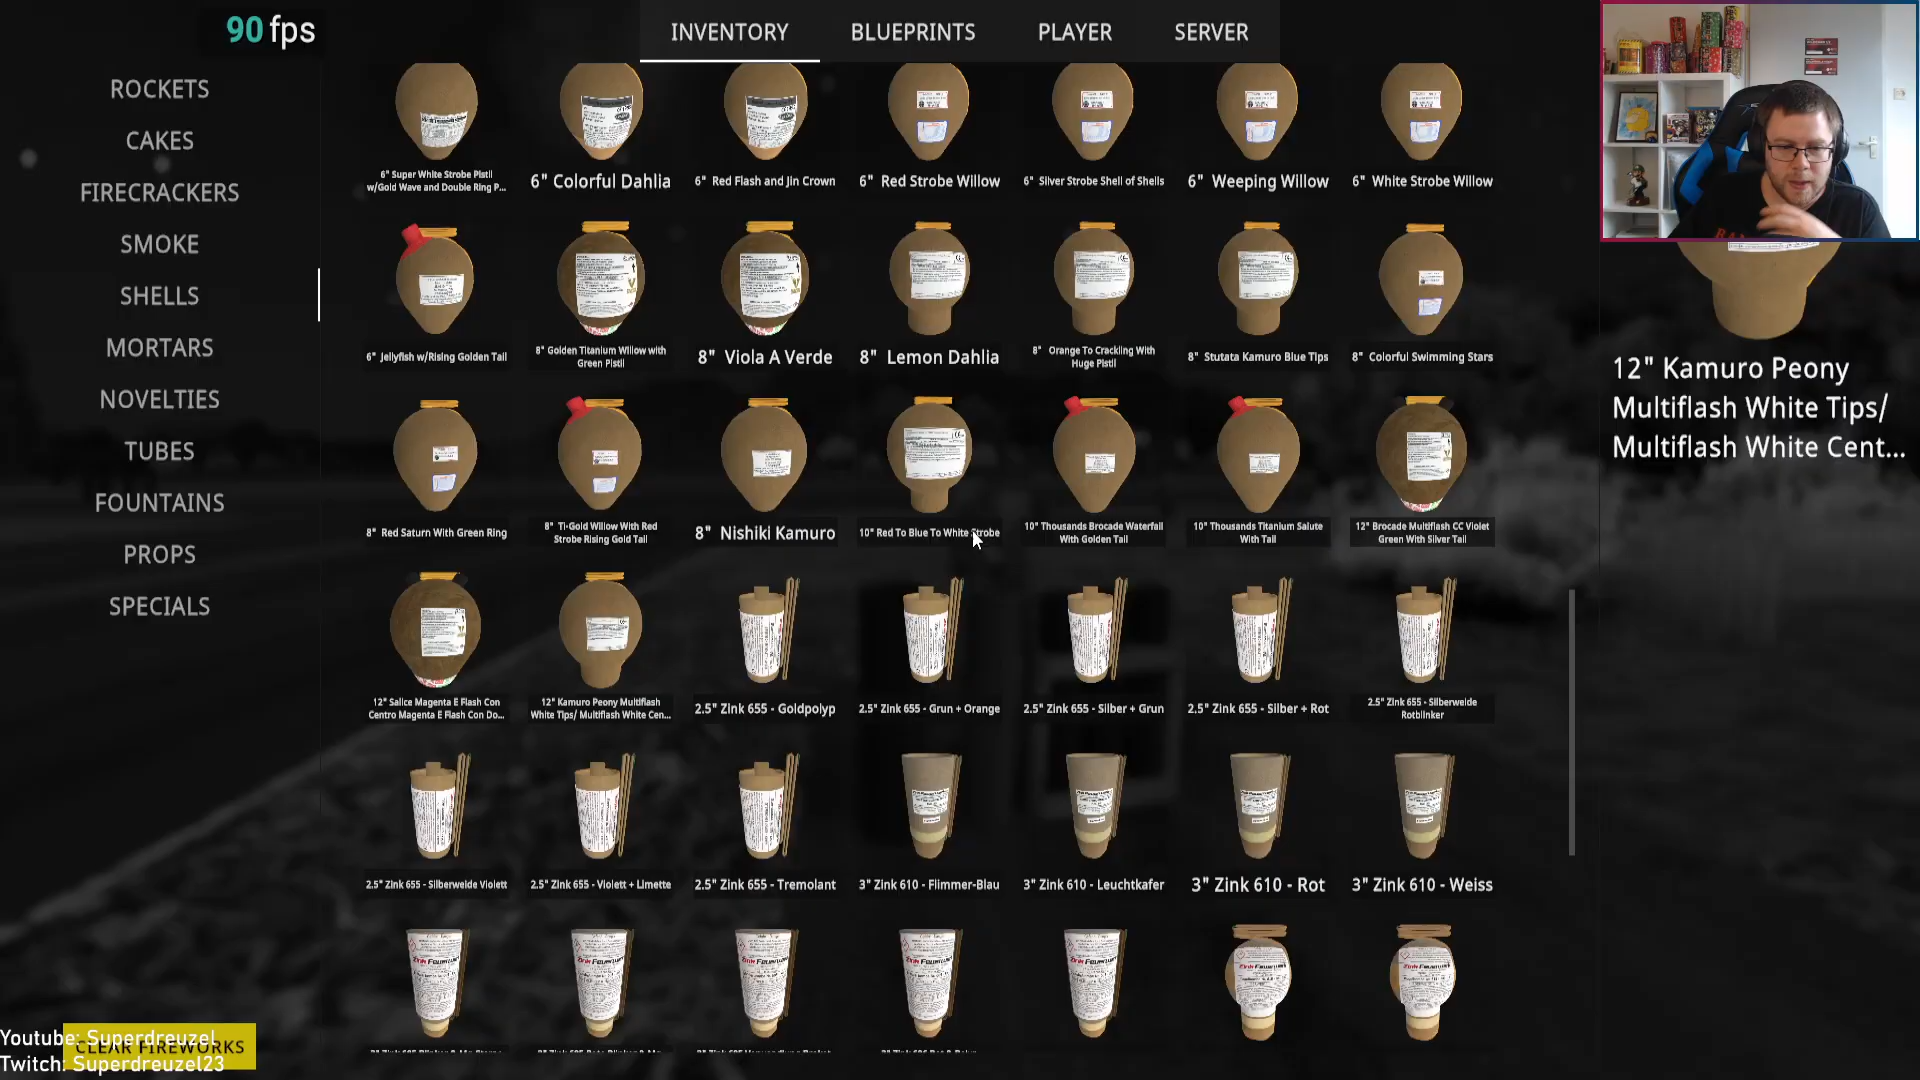 90 fps
INVENTORY
BLUEPRINTS
PLAYER
SERVER
ROCKETS
CAKES
FIRECRACKERS
SMOKE
SHELLS
MORTARS
NOVELTIES
TUBES
FOUNTAINS
PROPS
SPECIALS
6" Super White Strobe Pistil
w/Gold Wave and Double Ring P...
6" Colorful Dahlia
6" Red Flash and Jin Crown
6" Red Strobe Willow
6" Silver Strobe Shell of Shells
6" Weeping Willow
6" White Strobe Willow
6" Jellyfish w/Rising Golden Tail
8" Golden Titanium Willow with
Green Pistil
8" Viola A Verde
8" Lemon Dahlia
8" Orange To Crackling With
Huge Pistil
8" Stutata Kamuro Blue Tips
8" Colorful Swimming Stars
8" Red Saturn With Green Ring
8" Ti-Gold Willow With Red
Strobe Rising Gold Tail
8" Nishiki Kamuro
10" Red To Blue To White Strobe
10" Thousands Brocade Waterfall
With Golden Tail
10" Thousands Titanium Salute
With Tail
12" Brocade Multiflash CC Violet
Green With Silver Tail
12" Salice Magenta E Flash Con
Centro Magenta E Flash Con Do...
12" Kamuro Peony Multiflash
White Tips/ Multiflash White Cen...
2.5" Zink 655 - Goldpolyp
2.5" Zink 655 - Grun + Orange
2.5" Zink 655 - Silber + Grun
2.5" Zink 655 - Silber + Rot
2.5" Zink 655 - Silberweide
Rotblinker
2.5" Zink 655 - Silberweide Violett
2.5" Zink 655 - Violett + Limette
2.5" Zink 655 - Tremolant
3" Zink 610 - Flimmer-Blau
3" Zink 610 - Leuchtkafer
3" Zink 610 - Rot
3" Zink 610 - Weiss
12" Kamuro Peony
Multiflash White Tips/
Multiflash White Cent...
CLEAR FIREWORKS
Youtube: Superdreuzel
Twitch: Superdreuzel23